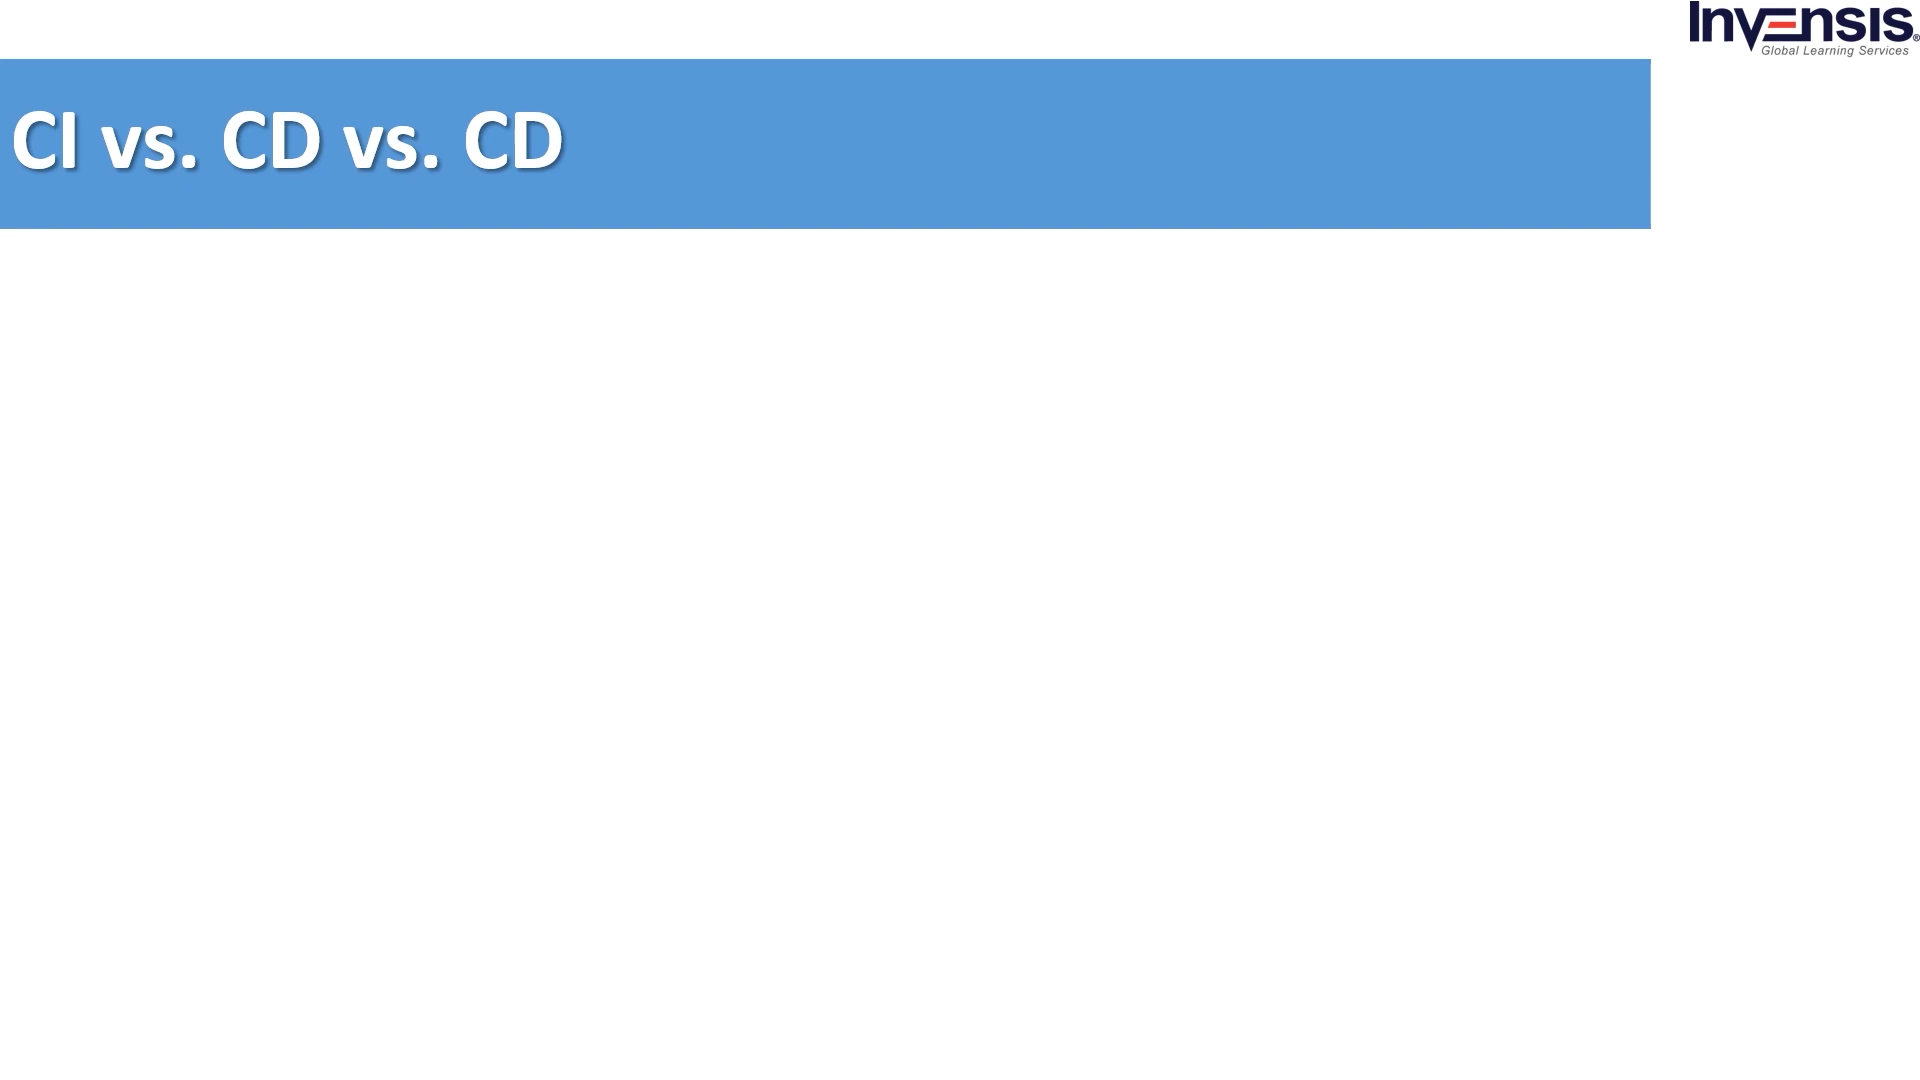 Invensis®
Global Learning Services
CI vs. CD vs. CD